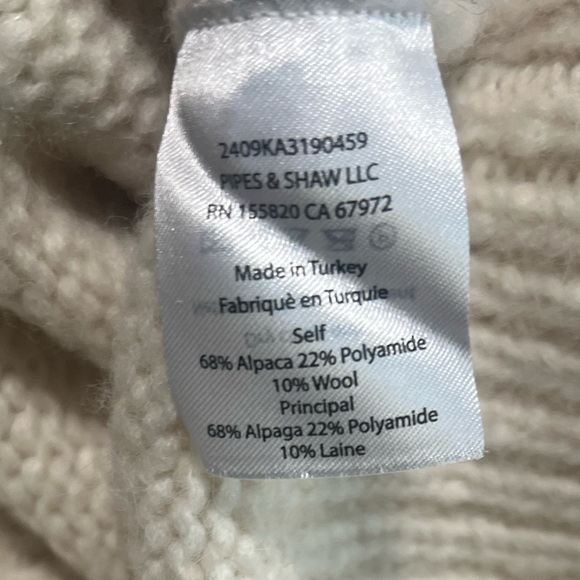 2409KA3190459
PIPES & SHAW LLC
RN 155820 CA 67972
Made in Turkey
Fabriquè en Turquie
Self
68% Alpaca 22% Polyamide
10% Wool
Principal
68% Alpaga 22% Polyamide
10% Laine